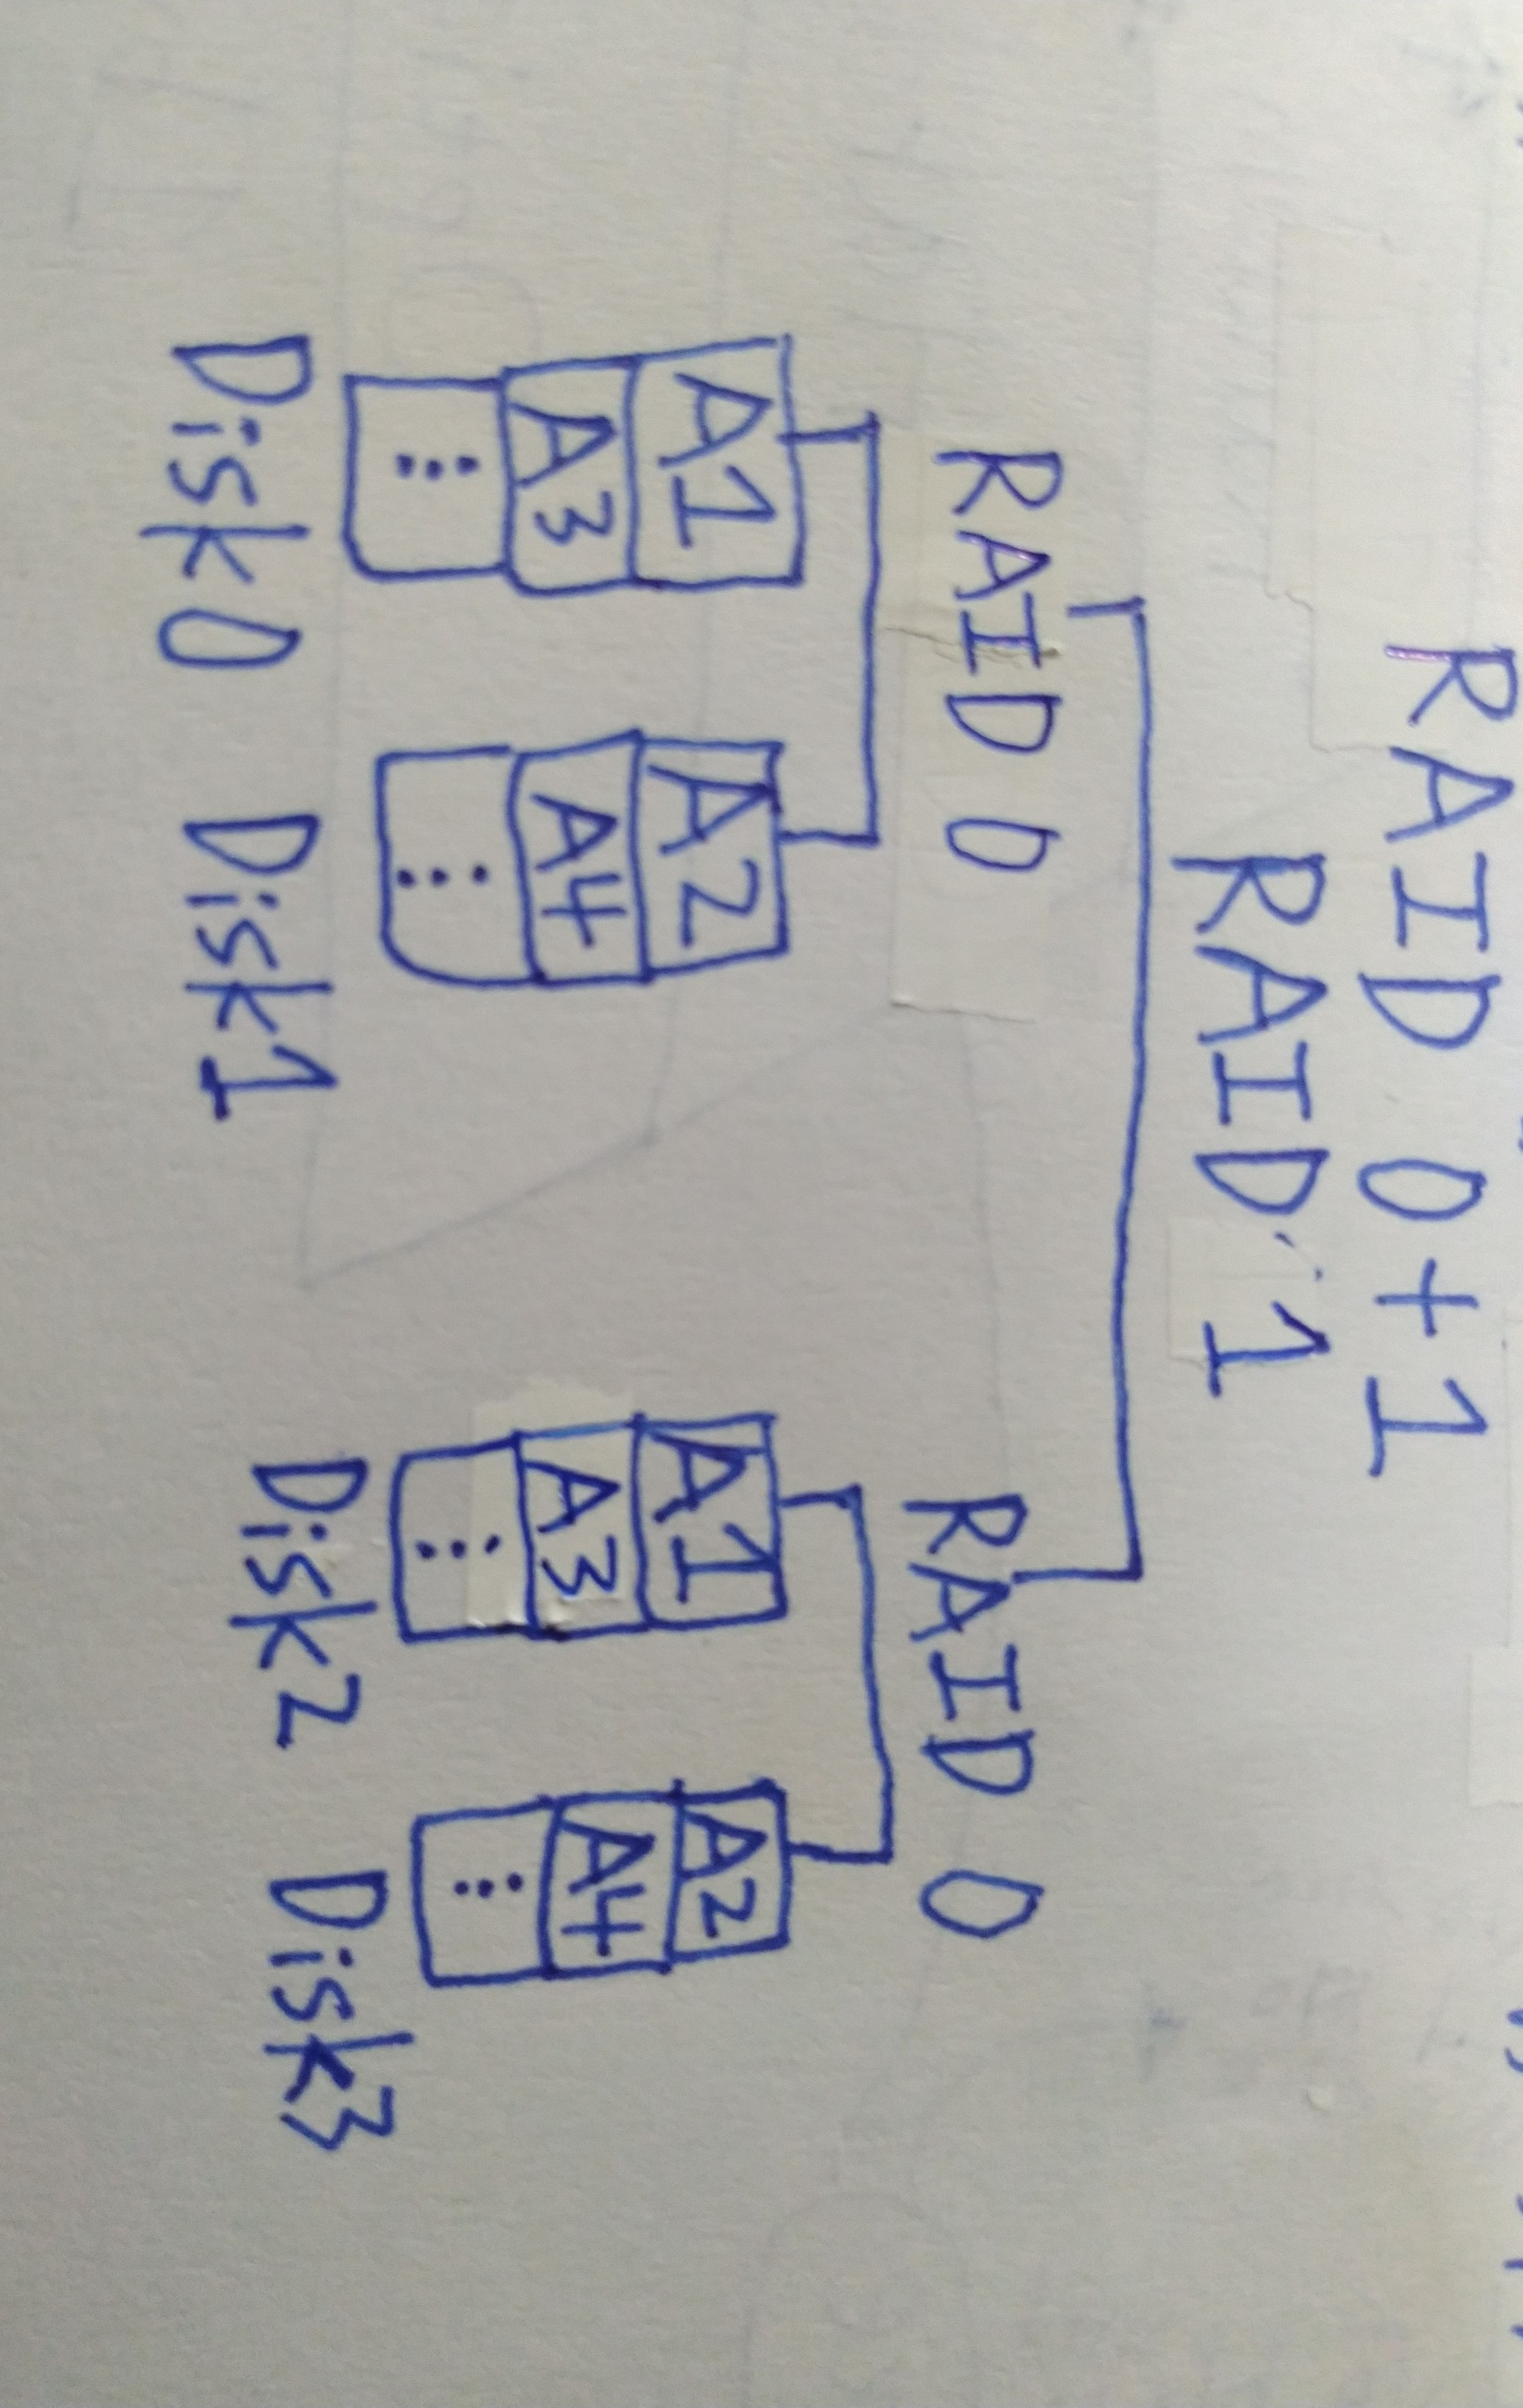 RAID 0+1
RAID 1
RAID 0 RAID 0
A1 A2 A1 A2
A3 A4 A3 A4
⋮ ⋮ ⋮ ⋮
Disk0 Disk1 Disk2 Disk3